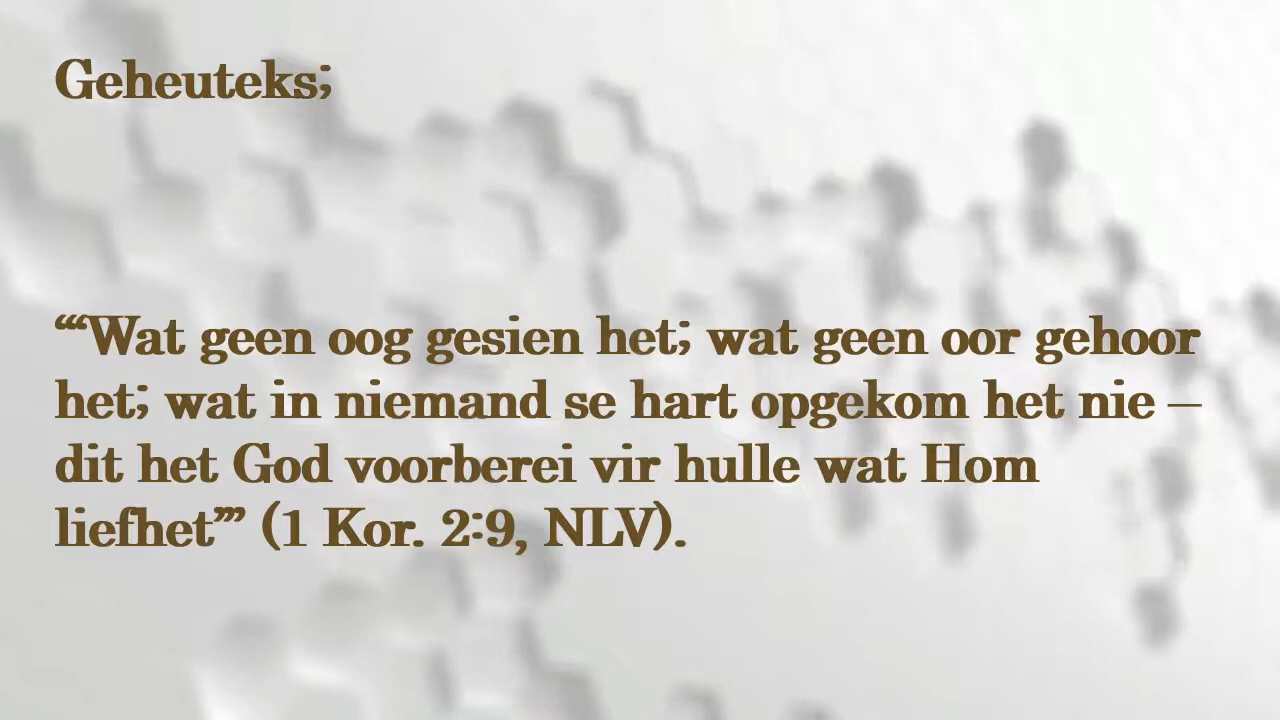 Geheuteks;
“‘Wat geen oog gesien het; wat geen oor gehoor
het; wat in niemand se hart opgekom het nie –
dit het God voorberei vir hulle wat Hom
liefhet’” (1 Kor. 2:9, NLV).